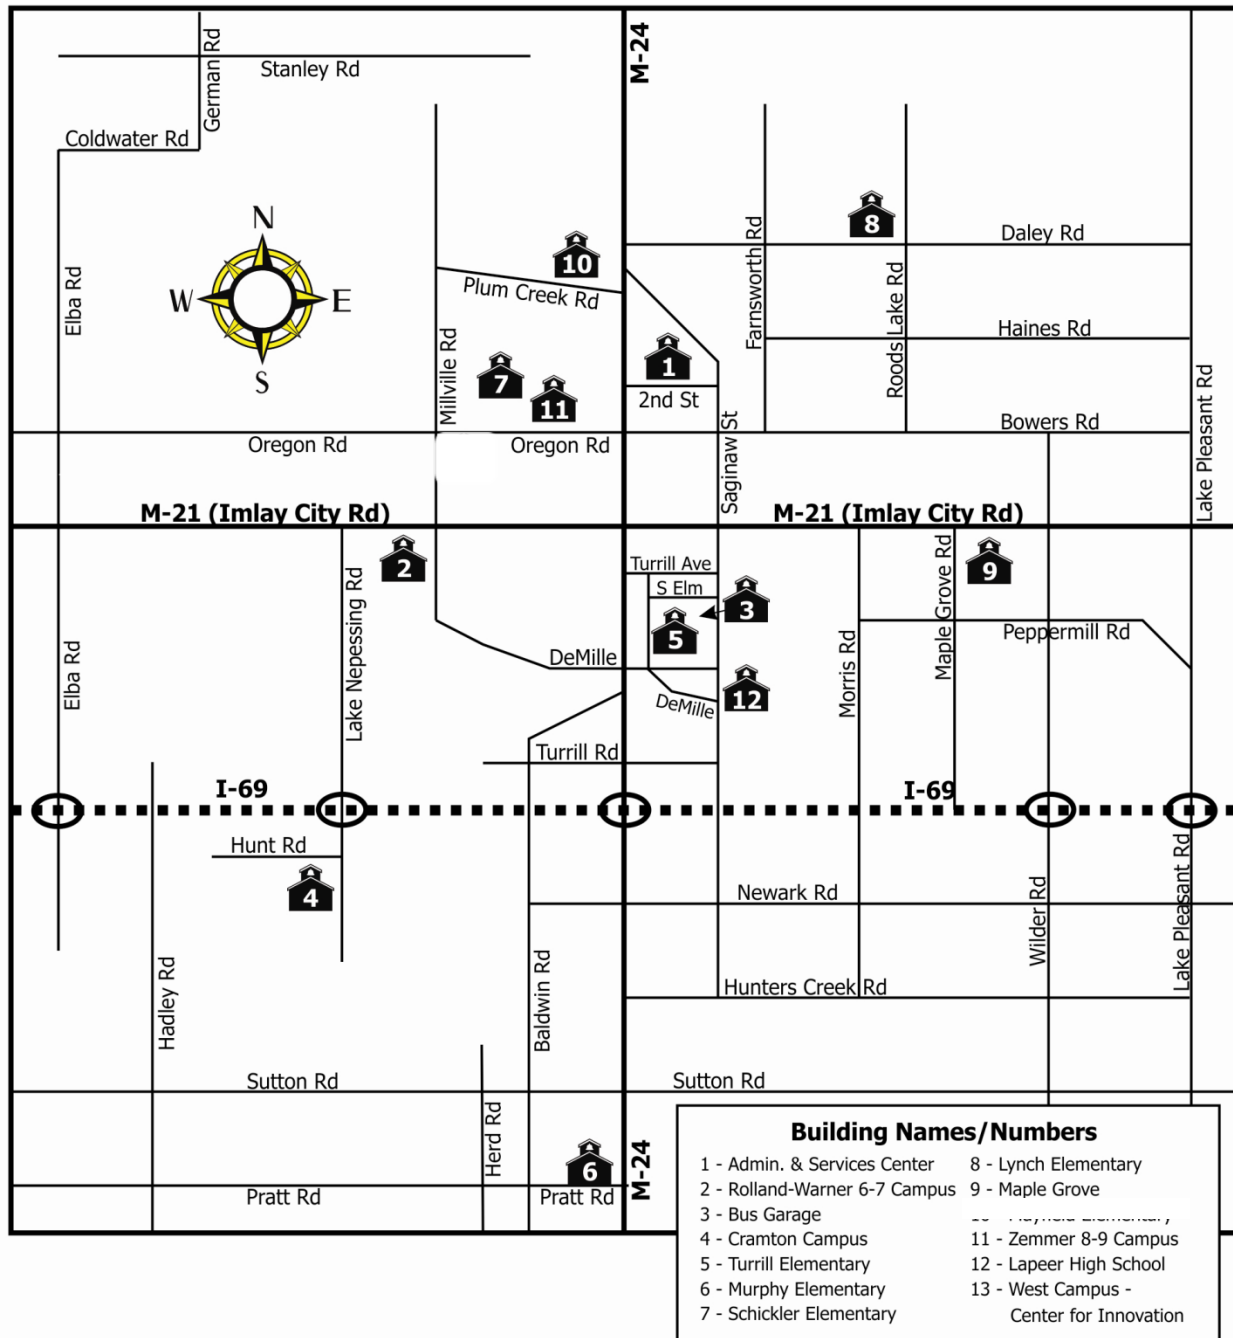 German Rd
Stanley Rd
M-24
Coldwater Rd
N
W
E
S
Elba Rd
10
Plum Creek Rd
Millville Rd
7
11
1
2nd St
Saginaw St
Farnsworth Rd
8
Roods Lake Rd
Daley Rd
Haines Rd
Bowers Rd
Lake Pleasant Rd
Oregon Rd
Oregon Rd
M-21 (Imlay City Rd)
M-21 (Imlay City Rd)
2
Lake Nepessing Rd
Elba Rd
Turrill Ave
S Elm
3
5
DeMille
DeMille
12
Morris Rd
Maple Grove Rd
9
Peppermill Rd
Turrill Rd
I-69
I-69
Hunt Rd
4
Newark Rd
Wilder Rd
Lake Pleasant Rd
Hadley Rd
Baldwin Rd
Hunters Creek Rd
Sutton Rd
Sutton Rd
Herd Rd
6
M-24
Pratt Rd
Pratt Rd
Building Names/Numbers
1 - Admin. & Services Center
2 - Rolland-Warner 6-7 Campus
3 - Bus Garage
4 - Cramton Campus
5 - Turrill Elementary
6 - Murphy Elementary
7 - Schickler Elementary
8 - Lynch Elementary
9 - Maple Grove
11 - Zemmer 8-9 Campus
12 - Lapeer High School
13 - West Campus -
Center for Innovation